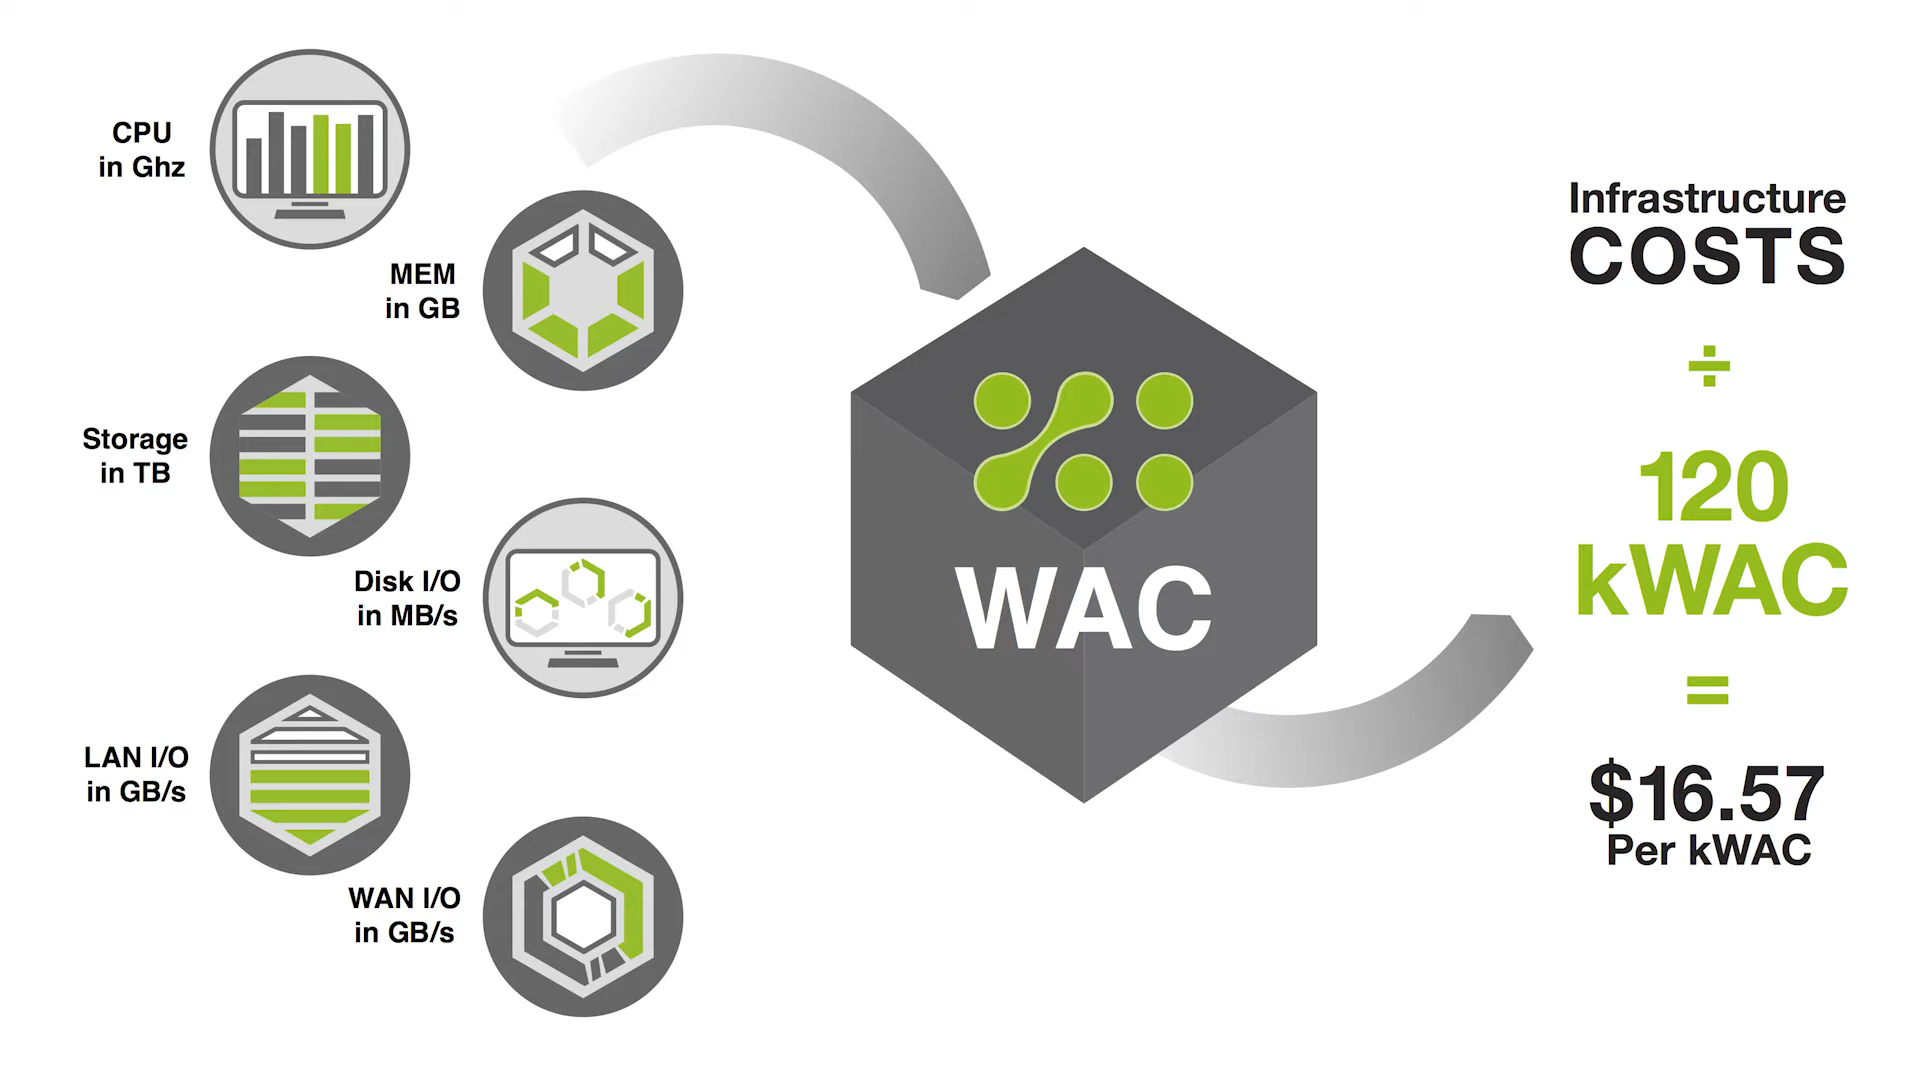 CPU
in Ghz
MEM
in GB
Storage
in TB
Disk I/O
in MB/s
LAN I/O
in GB/s
WAN I/O
in GB/s
WAC
Infrastructure
COSTS
÷
120
kWAC
=
$16.57
Per kWAC